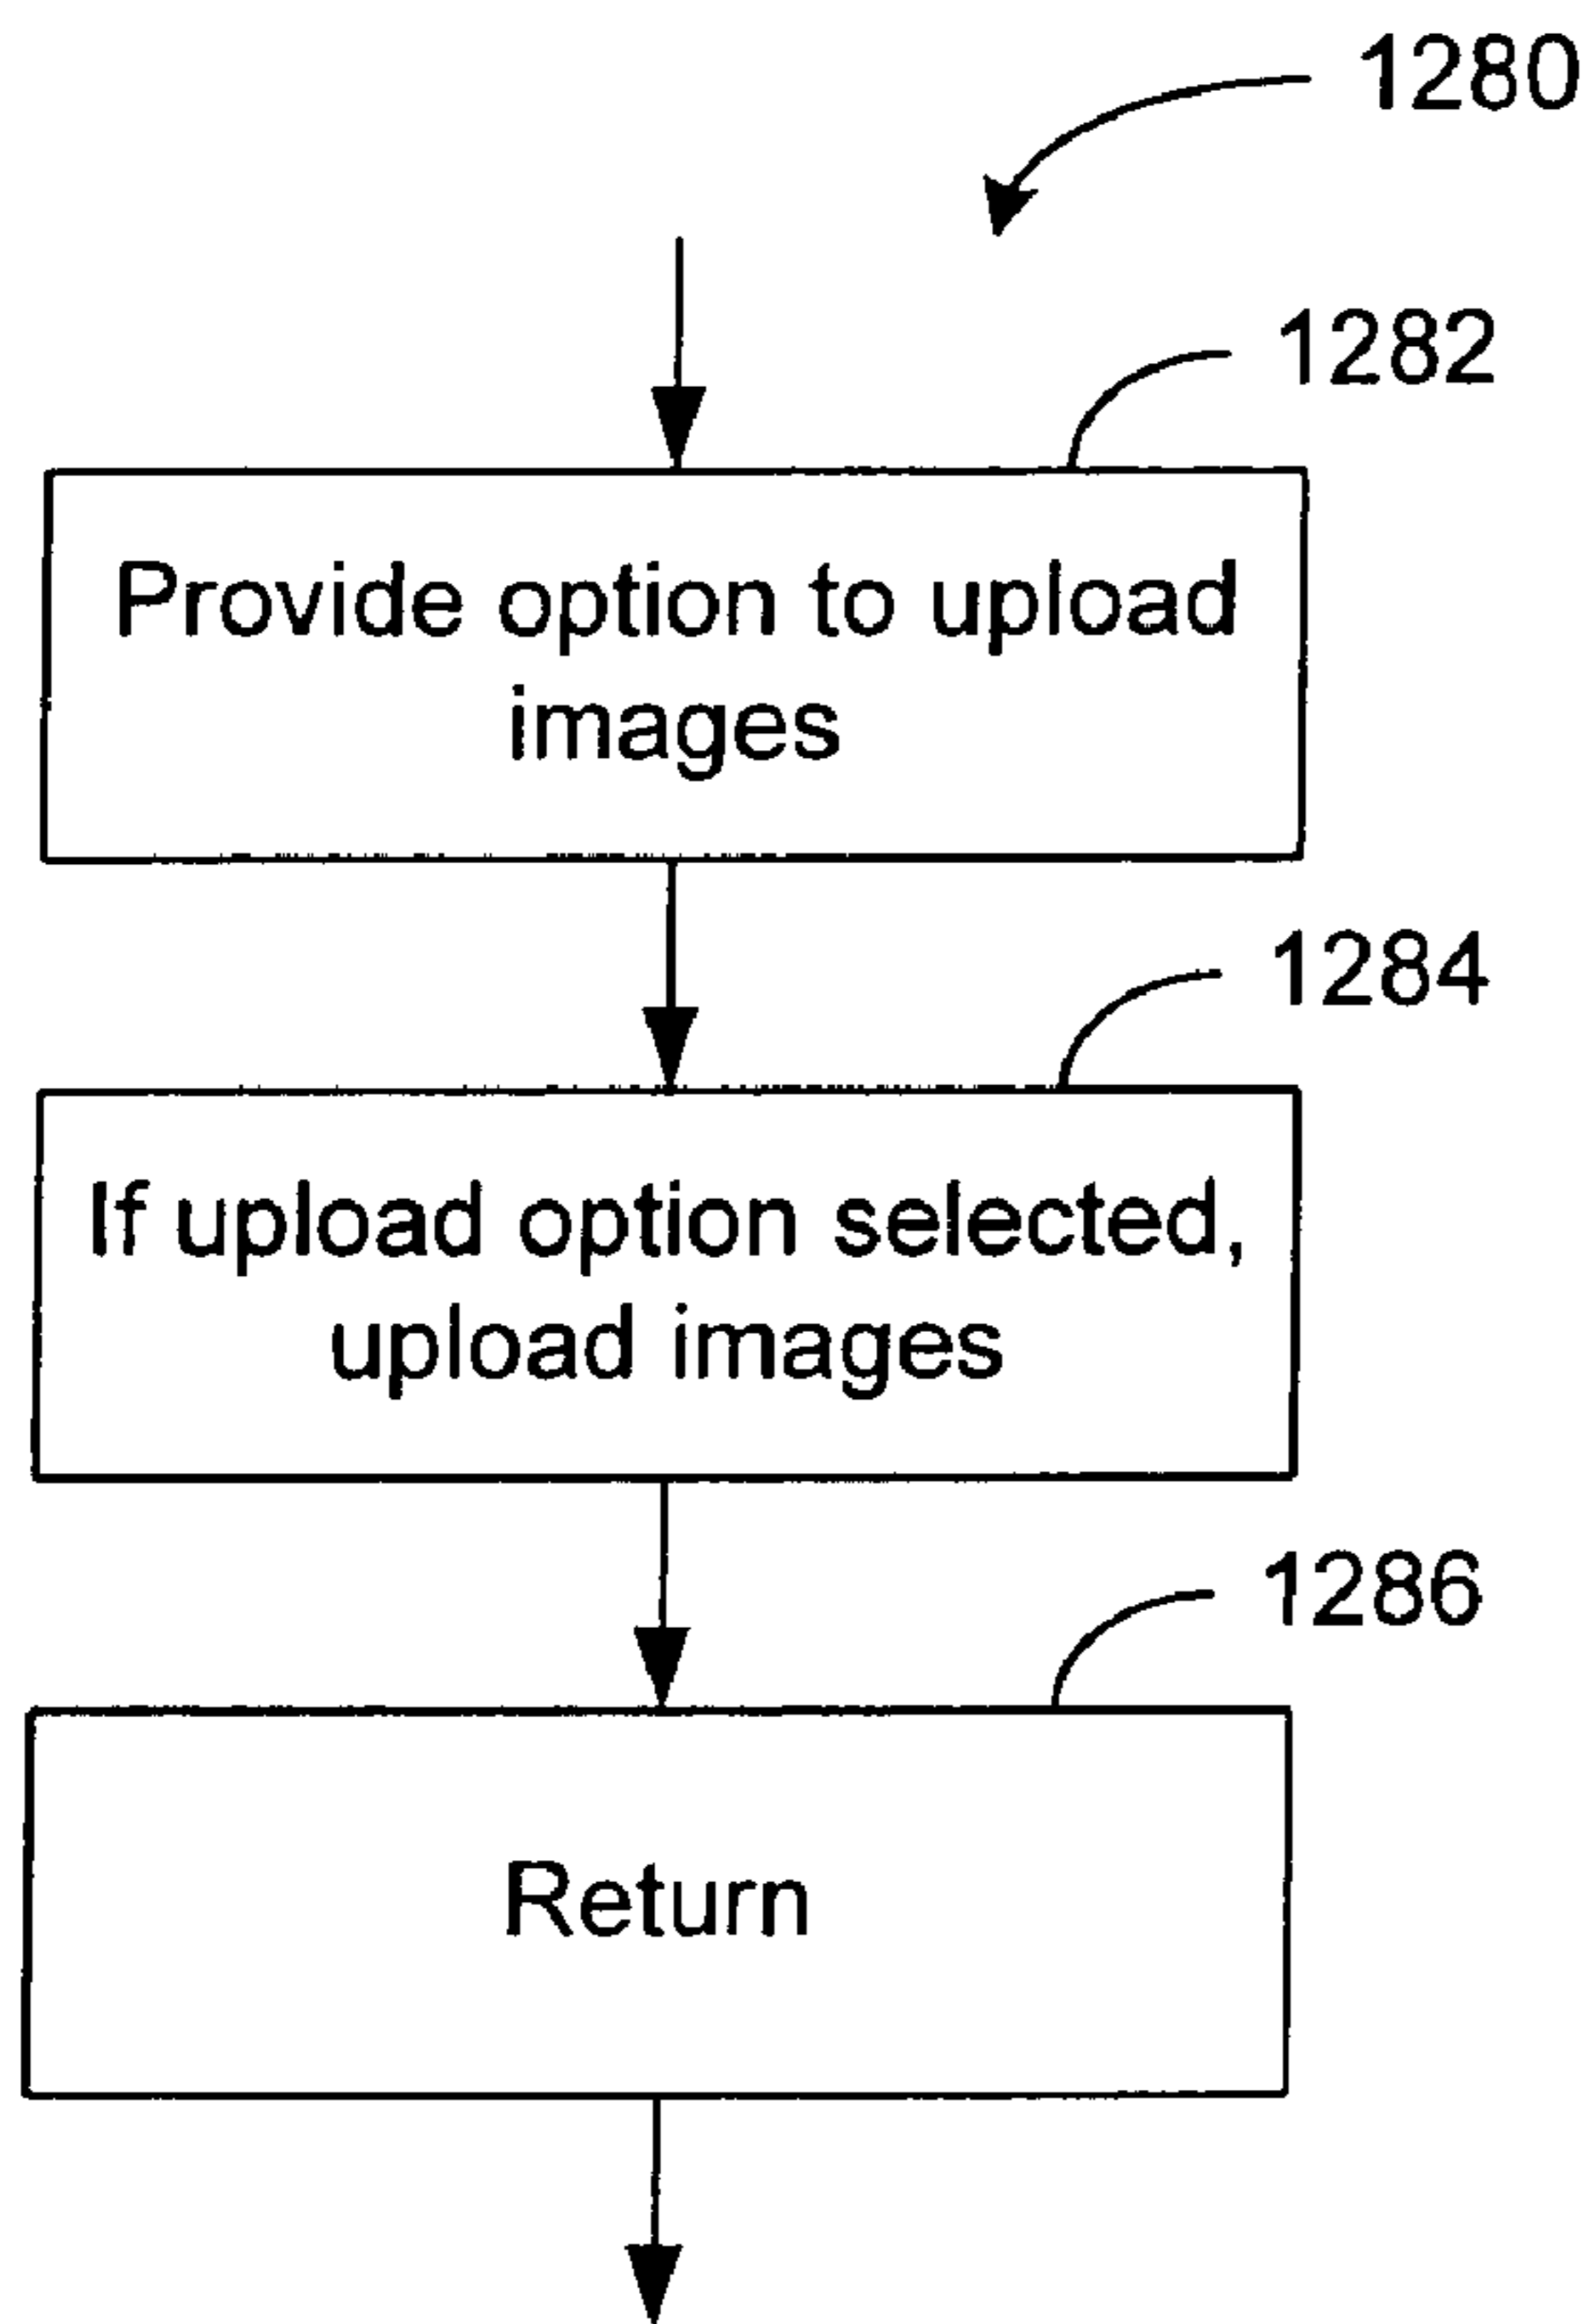 1280
1282
Provide option to upload
images
1284
If upload option selected,
upload images
1286
Return